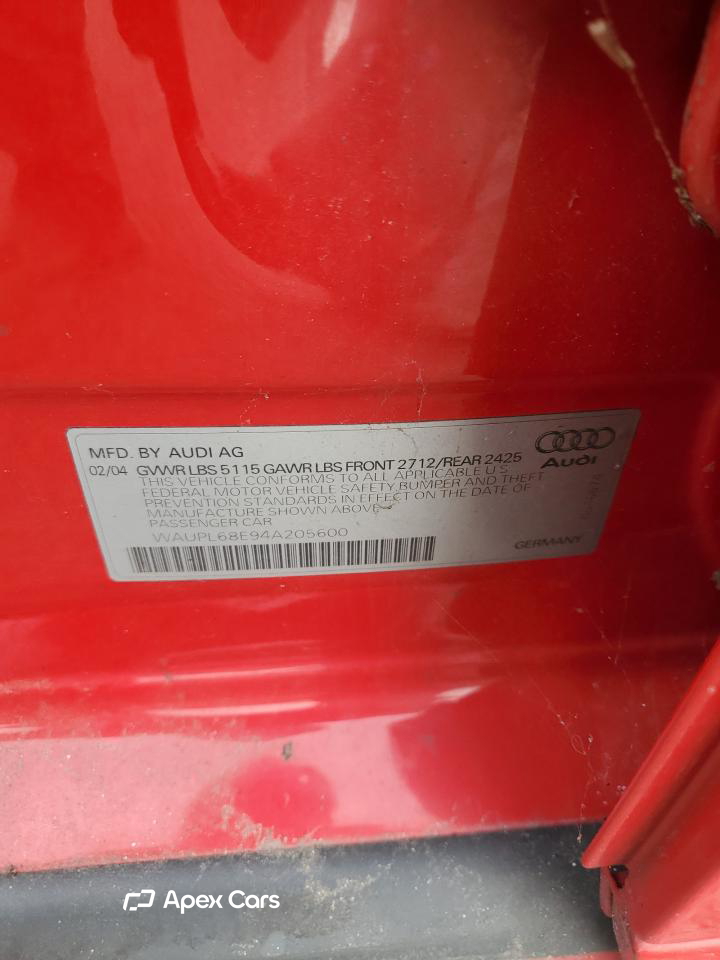 MFD. BY AUDI AG
02/04 GVWR LBS 5115 GAWR LBS FRONT 2712/REAR 2425
THIS VEHICLE CONFORMS TO ALL APPLICABLE U S
FEDERAL MOTOR VEHICLE SAFETY,BUMPER AND THEFT
PREVENTION STANDARDS IN EFFECT ON THE DATE OF
MANUFACTURE SHOWN ABOVE
PASSENGER CAR
WAUPL68E94A205600
Audi
GERMANY
Apex Cars